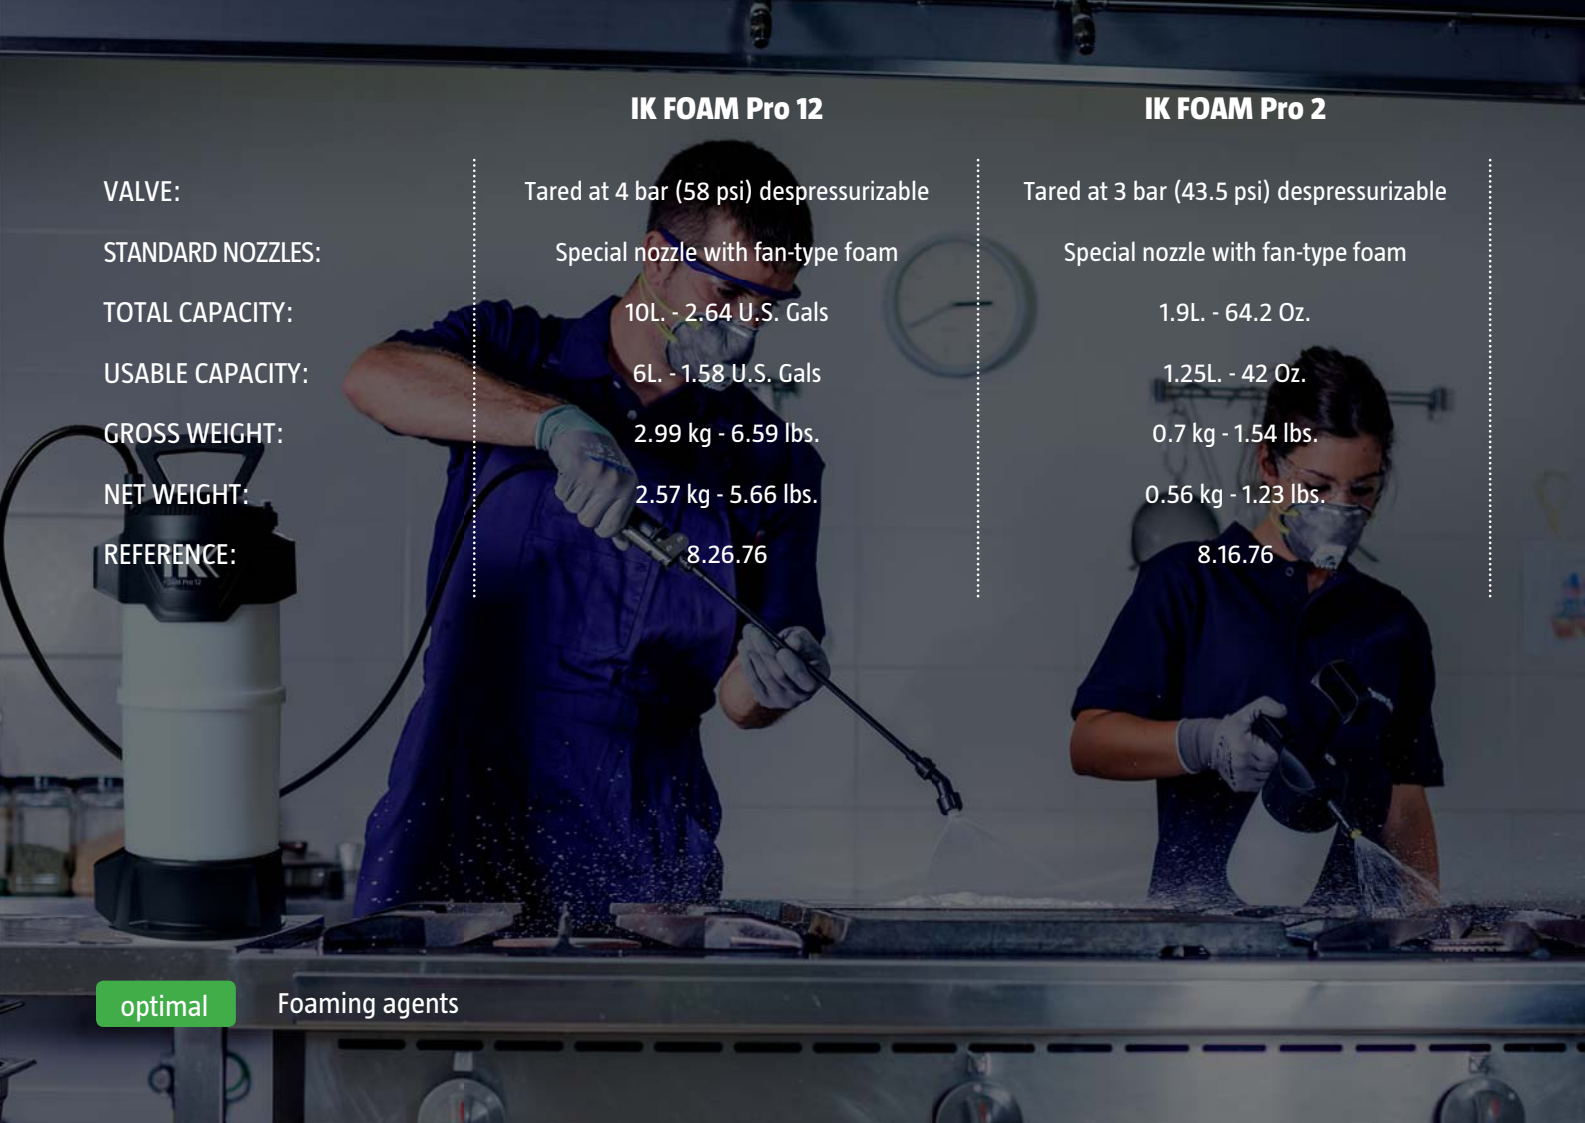 IK FOAM Pro 12 IK FOAM Pro 2
VALVE: Tared at 4 bar (58 psi) despressurizable Tared at 3 bar (43.5 psi) despressurizable
STANDARD NOZZLES: Special nozzle with fan-type foam Special nozzle with fan-type foam
TOTAL CAPACITY: 10L. - 2.64 U.S. Gals 1.9L. - 64.2 Oz.
USABLE CAPACITY: 6L. - 1.58 U.S. Gals 1.25L. - 42 Oz.
GROSS WEIGHT: 2.99 kg - 6.59 lbs. 0.7 kg - 1.54 lbs.
NET WEIGHT: 2.57 kg - 5.66 lbs. 0.56 kg - 1.23 lbs.
REFERENCE: 8.26.76 8.16.76
IK
FOAM Pro 12
optimal Foaming agents